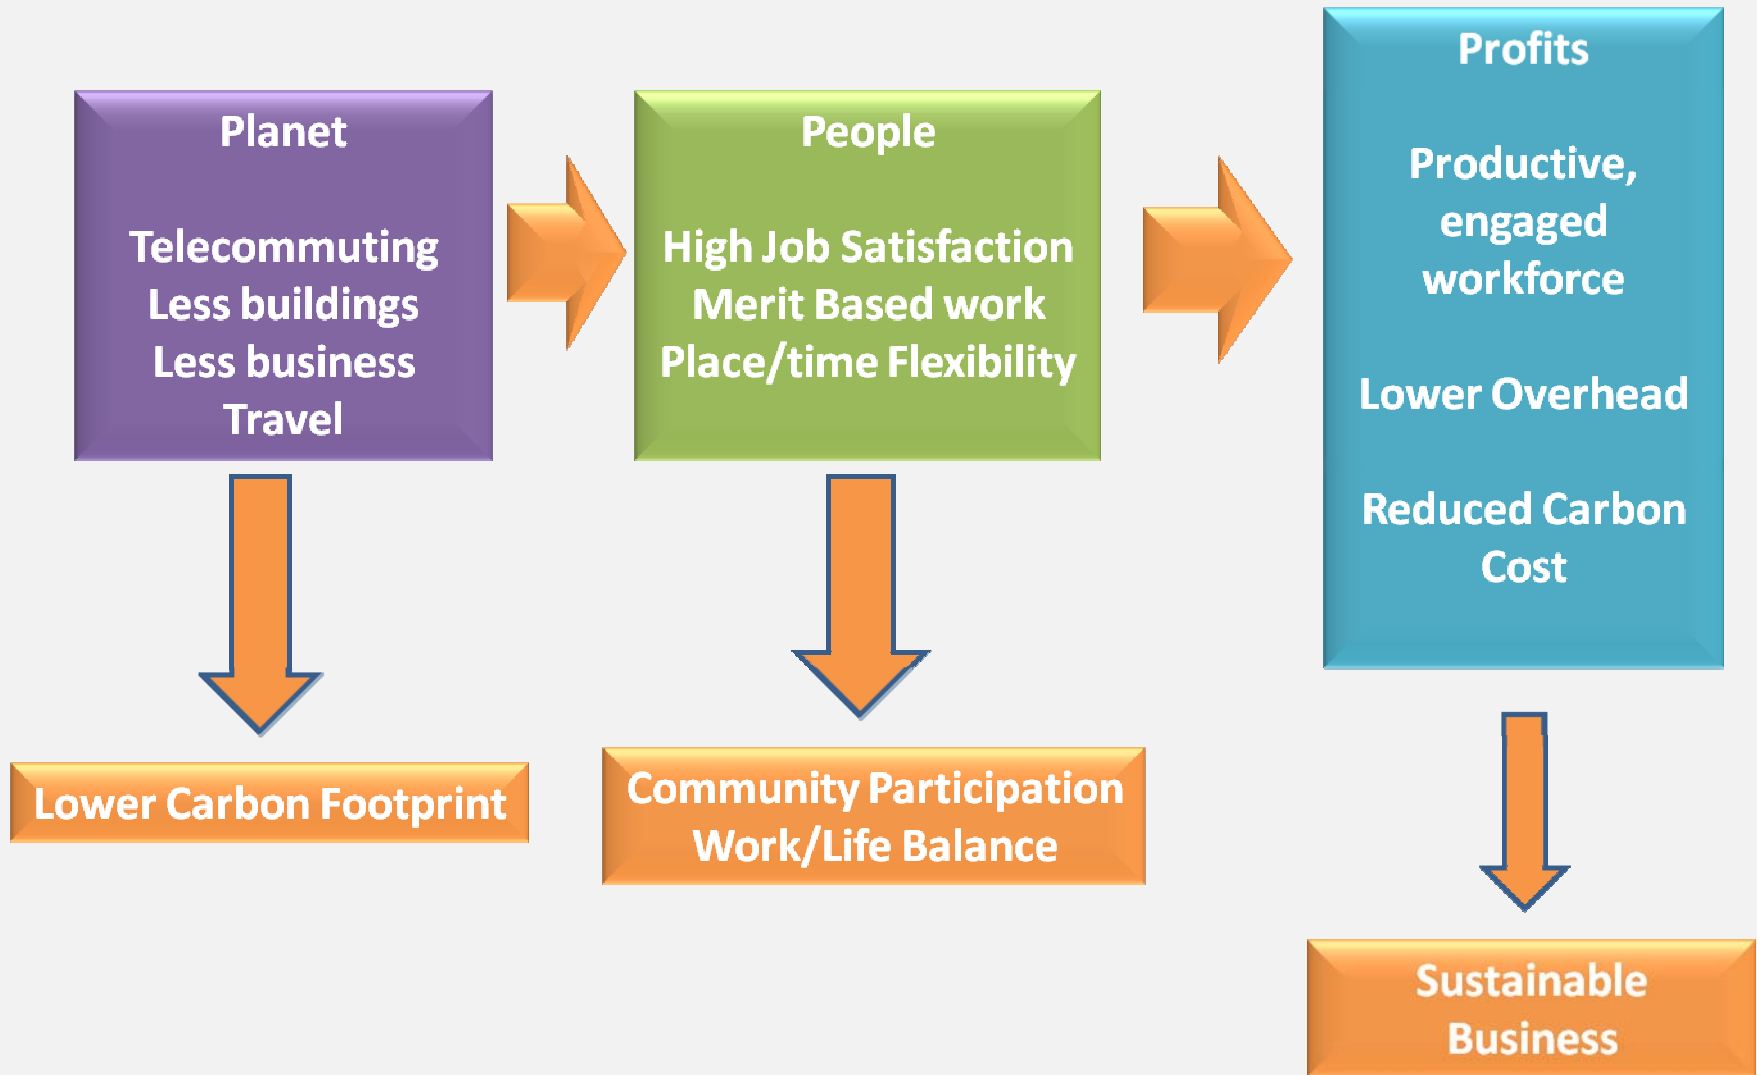 Planet
Telecommuting
Less buildings
Less business
Travel
People
High Job Satisfaction
Merit Based work
Place/time Flexibility
Profits
Productive,
engaged
workforce
Lower Overhead
Reduced Carbon
Cost
Lower Carbon Footprint
Community Participation
Work/Life Balance
Sustainable
Business